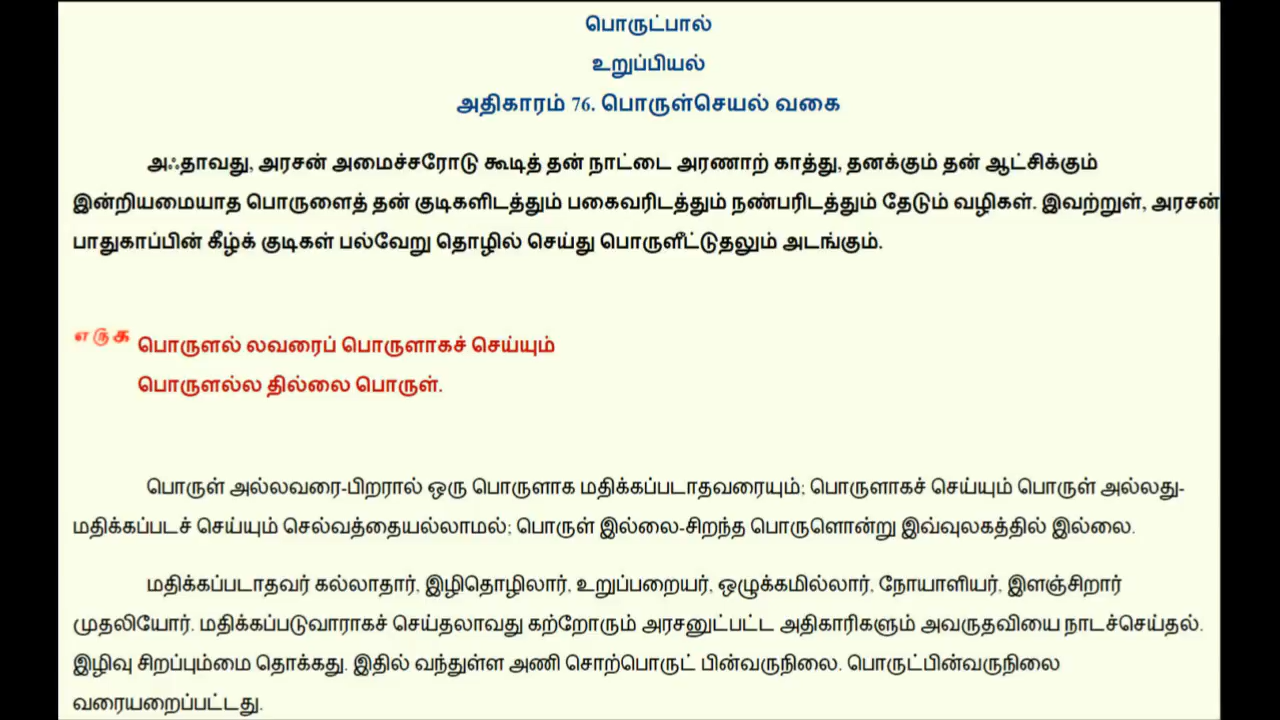 பொருட்பால்
உறுப்பியல்
அதிகாரம் 76. பொருள்செயல் வகை
அஃதாவது, அரசன் அமைச்சரோடு கூடித் தன் நாட்டை அரணாற் காத்து, தனக்கும் தன் ஆட்சிக்கும்
இன்றியமையாத பொருளைத் தன் குடிகளிடத்தும் பகைவரிடத்தும் நண்பரிடத்தும் தேடும் வழிகள். இவற்றுள், அரசன்
பாதுகாப்பின் கீழ்க் குடிகள் பல்வேறு தொழில் செய்து பொருளீட்டுதலும் அடங்கும்.
எருக பொருளல் லவரைப் பொருளாகச் செய்யும்
பொருளல்ல தில்லை பொருள்.
பொருள் அல்லவரை-பிறரால் ஒரு பொருளாக மதிக்கப்படாதவரையும்; பொருளாகச் செய்யும் பொருள் அல்லது-
மதிக்கப்படச் செய்யும் செல்வத்தையல்லாமல்; பொருள் இல்லை-சிறந்த பொருளொன்று இவ்வுலகத்தில் இல்லை.
மதிக்கப்படாதவர் கல்லாதார், இழிதொழிலார், உறுப்பறையர், ஒழுக்கமில்லார், நோயாளியர், இளஞ்சிறார்
முதலியோர். மதிக்கப்படுவாராகச் செய்தலாவது கற்றோரும் அரசனுட்பட்ட அதிகாரிகளும் அவருதவியை நாடச்செய்தல்.
இழிவு சிறப்பும்மை தொக்கது. இதில் வந்துள்ள அணி சொற்பொருட் பின்வருநிலை. பொருட்பின்வருநிலை
வரையறைப்பட்டது.